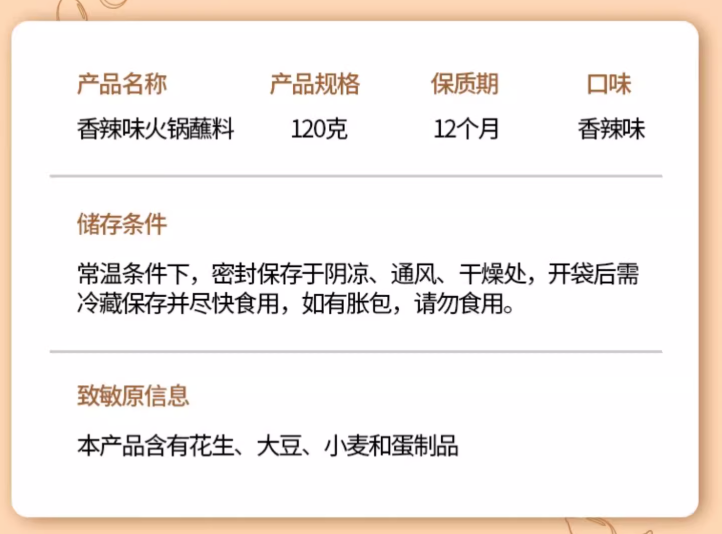 产品名称 产品规格 保质期 口味
香辣味火锅蘸料 120克 12个月 香辣味
储存条件
常温条件下，密封保存于阴凉、通风、干燥处，开袋后需
冷藏保存并尽快食用，如有胀包，请勿食用。
致敏原信息
本产品含有花生、大豆、小麦和蛋制品